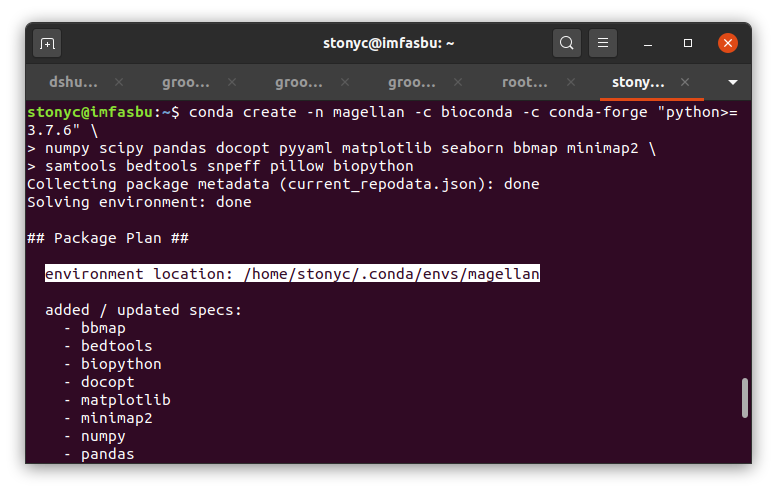 stonyc@imfasbu: ~
dshu... × groo... × groo... × groo... × root... × stony... ×
stonyc@imfasbu:~$ conda create -n magellan -c bioconda -c conda-forge "python>=
3.7.6" \
> numpy scipy pandas docopt pyyaml matplotlib seaborn bbmap minimap2 \
> samtools bedtools snpeff pillow biopython
Collecting package metadata (current_repodata.json): done
Solving environment: done
## Package Plan ##
environment location: /home/stonyc/.conda/envs/magellan
added / updated specs:
- bbmap
- bedtools
- biopython
- docopt
- matplotlib
- minimap2
- numpy
- pandas